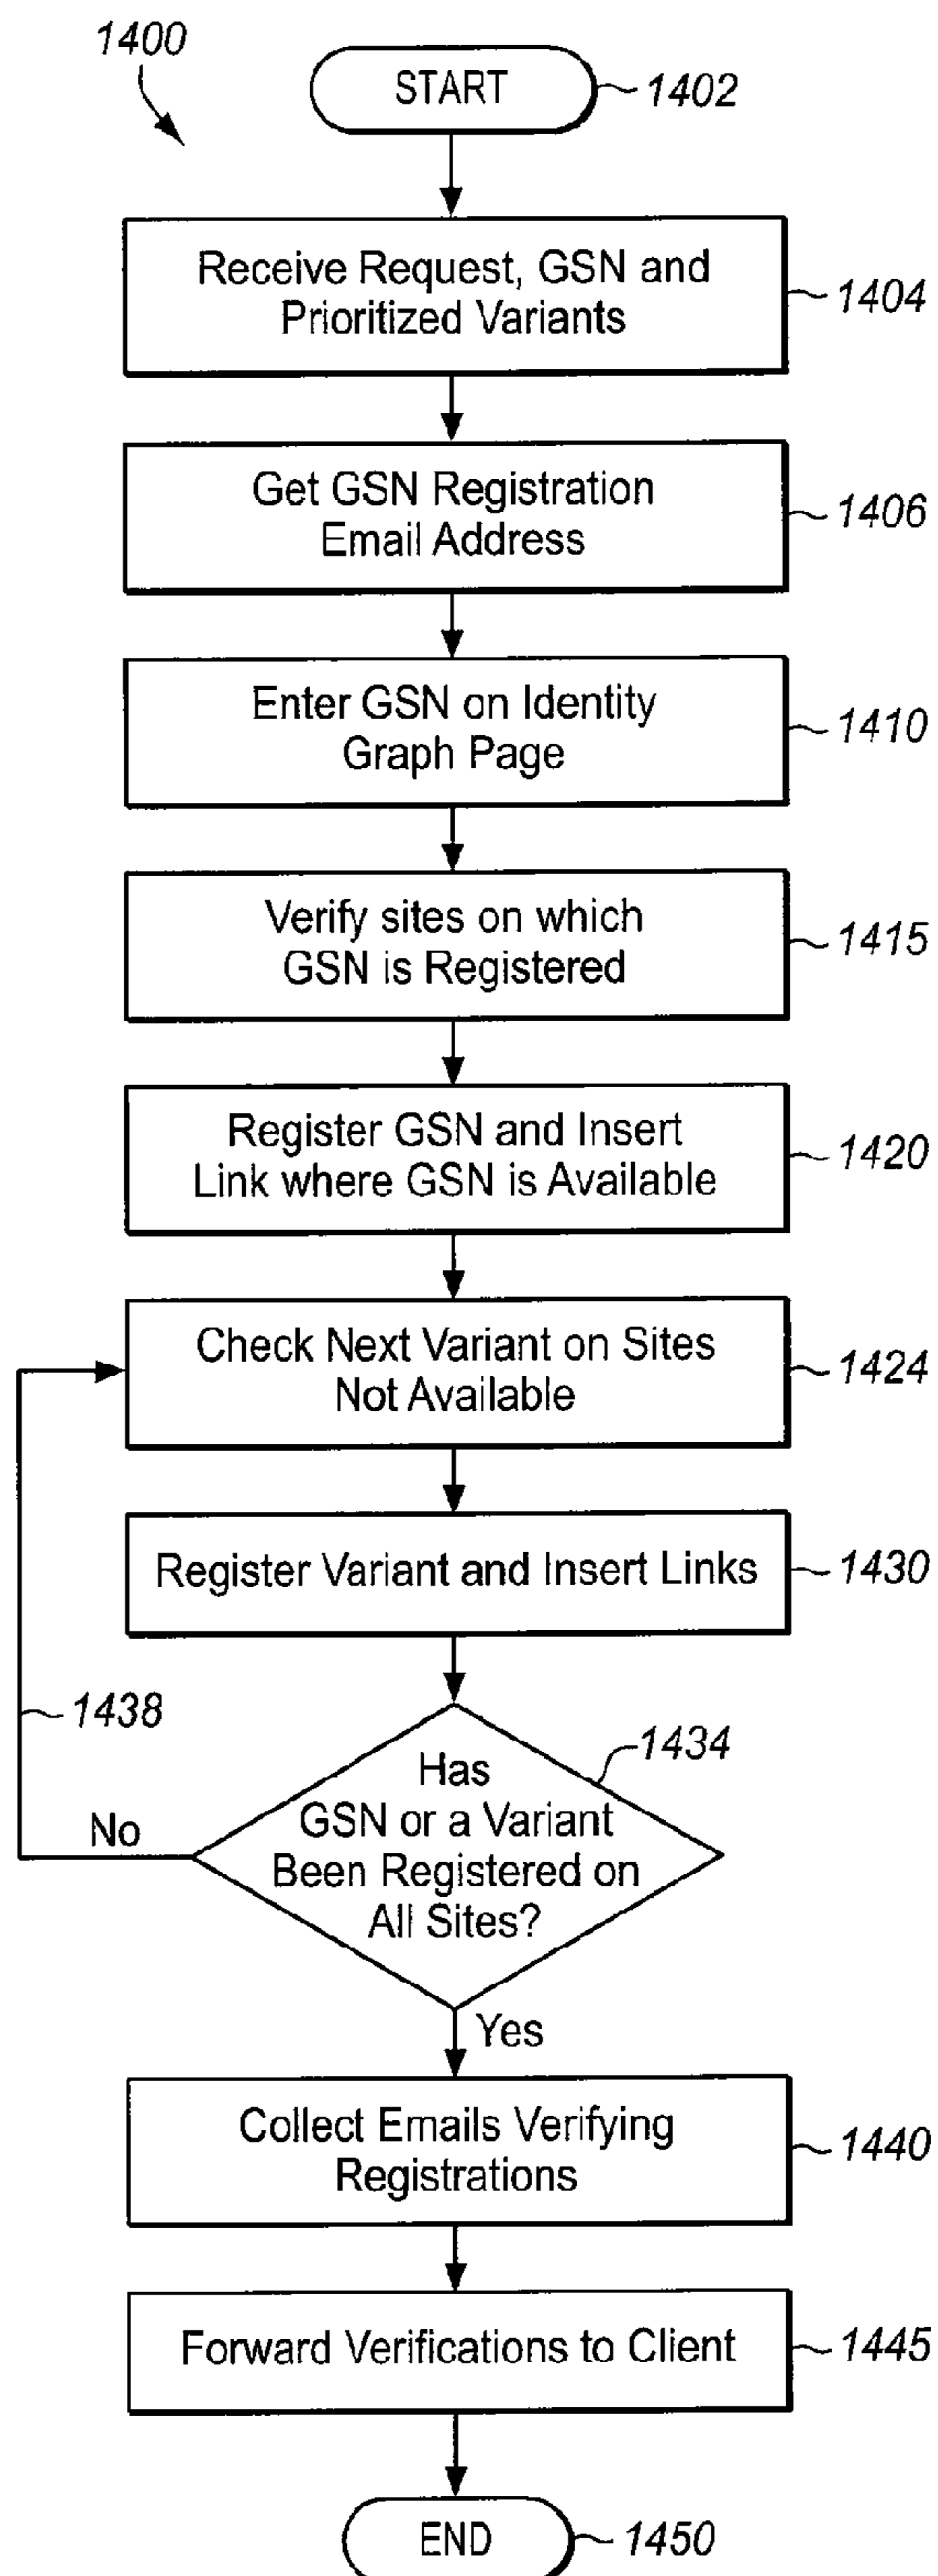 1400
START
1402
Receive Request, GSN and
Prioritized Variants
1404
Get GSN Registration
Email Address
1406
Enter GSN on Identity
Graph Page
1410
Verify sites on which
GSN is Registered
1415
Register GSN and Insert
Link where GSN is Available
1420
Check Next Variant on Sites
Not Available
1424
Register Variant and Insert Links
1430
1438
1434
Has
GSN or a Variant
Been Registered on
All Sites?
No
Yes
Collect Emails Verifying
Registrations
1440
Forward Verifications to Client
1445
END
1450